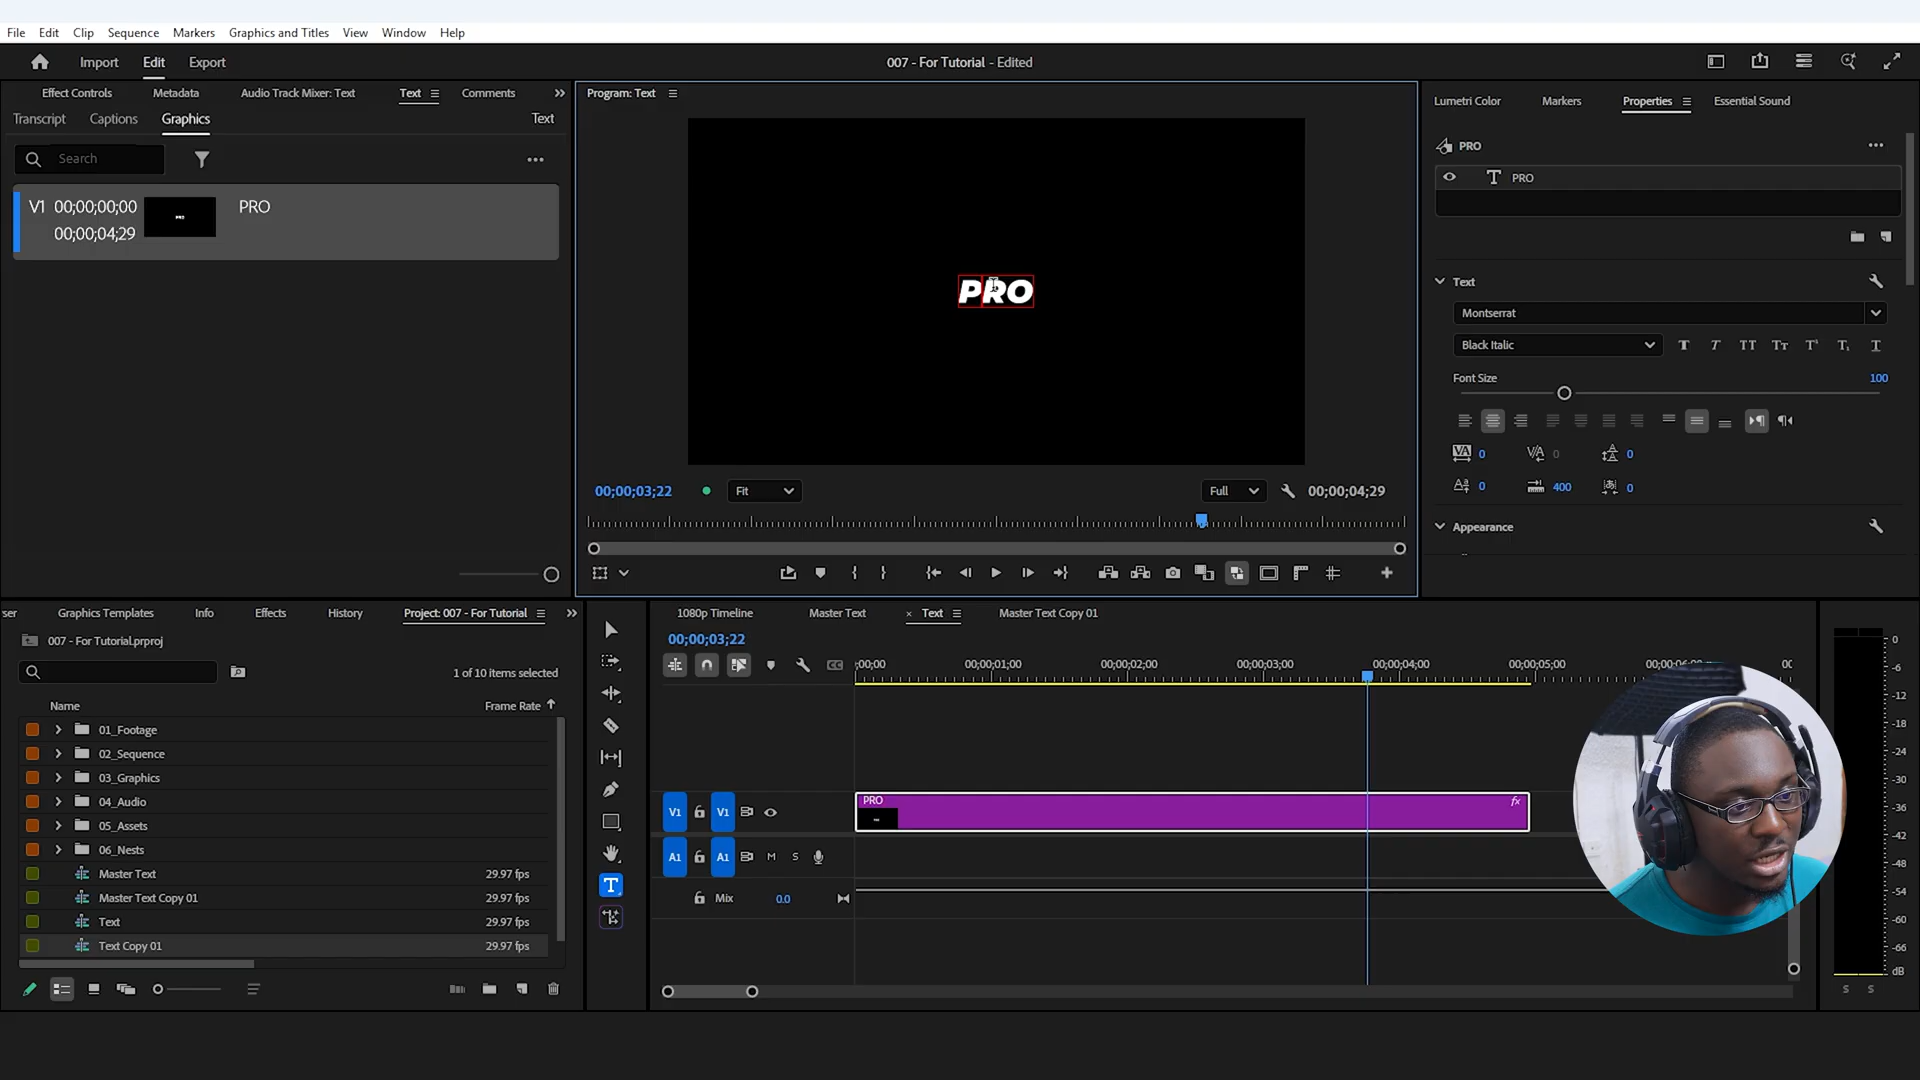 File Edit Clip Sequence Markers Graphics and Titles View Window Help
Import Edit Export
007 - For Tutorial - Edited
Effect Controls Metadata Audio Track Mixer: Text Text Comments
Transcript Captions Graphics Text
Search
V1 00;00;00;00 PRO
00;00;04;29
Program: Text
PRO
00;00;03;22 Fit Full 00;00;04;29
Lumetri Color Markers Properties Essential Sound
PRO
PRO
Text
Montserrat
Black Italic
Font Size 100
0 0 0
0 400 0
Appearance
ser Graphics Templates Info Effects History Project: 007 - For Tutorial
007 - For Tutorial.prproj
1 of 10 items selected
Name Frame Rate
01_Footage
02_Sequence
03_Graphics
04_Audio
05_Assets
06_Nests
Master Text 29.97 fps
Master Text Copy 01 29.97 fps
Text 29.97 fps
Text Copy 01 29.97 fps
1080p Timeline Master Text × Text Master Text Copy 01
00;00;03;22
;00;00 00;00;01;00 00;00;02;00 00;00;03;00 00;00;04;00 00;00;05;00
V1 V1
PRO fx
A1 A1 M S
Mix 0.0
0
-6
-12
-18
-24
-30
-36
-42
-48
-54
-60
-66
dB
S S